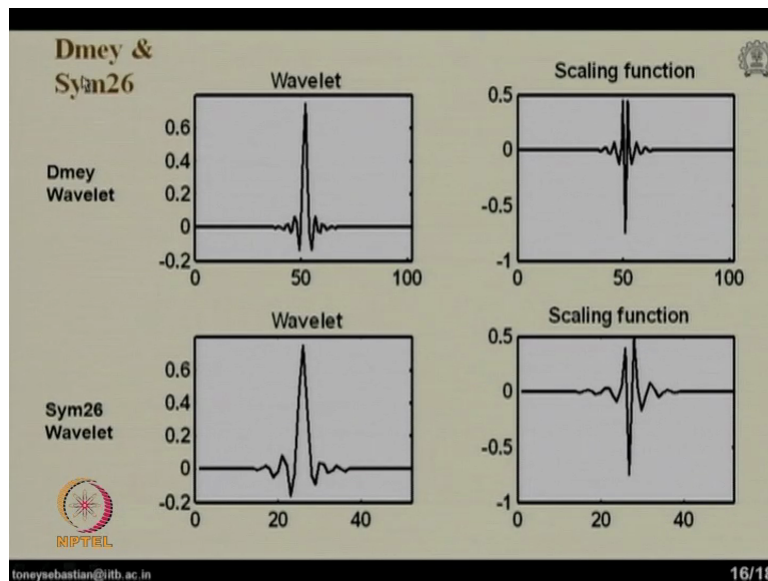 Dmey &
Sym26
Wavelet
Scaling function
0.6
0.4
0.2
0
-0.2
0
50
100
0.5
0
-0.5
-1
0
50
100
Dmey
Wavelet
Wavelet
Scaling function
0.6
0.4
0.2
0
-0.2
0
20
40
0.5
0
-0.5
-1
0
20
40
Sym26
Wavelet
NPTEL
toneysebastian@iitb.ac.in
16/18